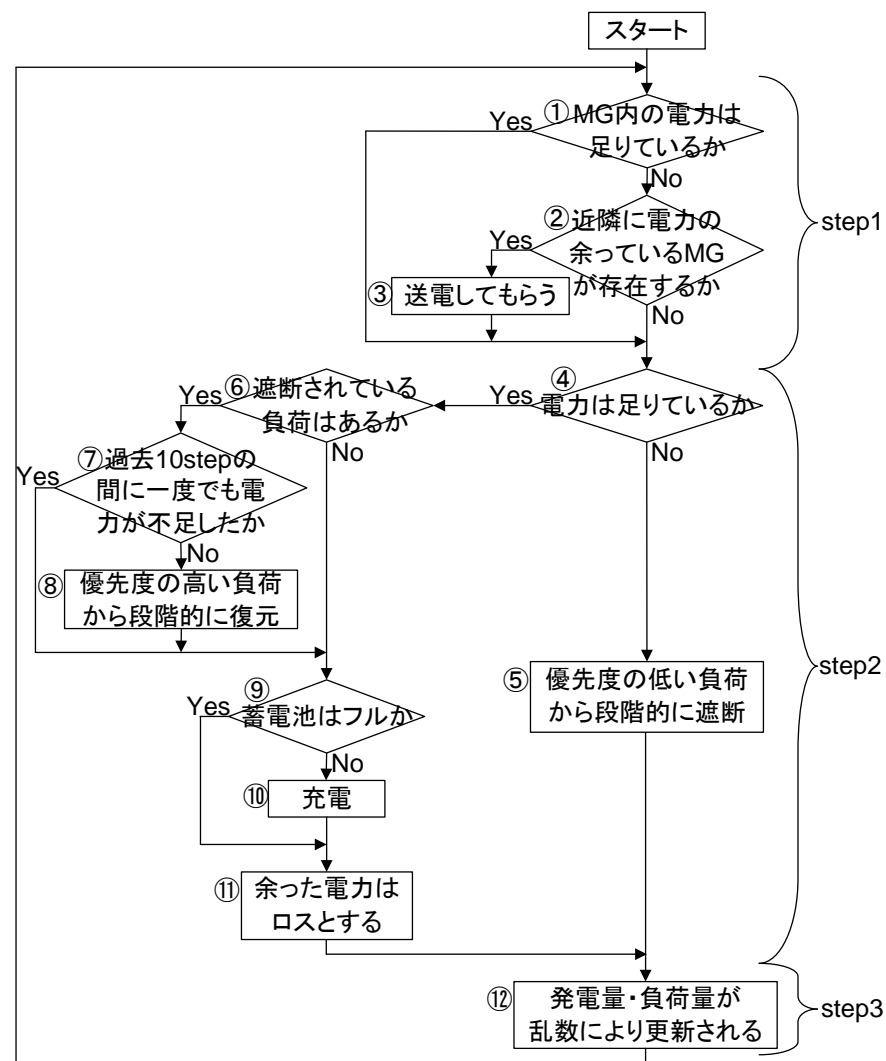 スタート
①MG内の電力は
足りているか
Yes
No
②近隣に電力の
余っているMG
が存在するか
Yes
No
③送電してもらう
step1
④
電力は足りているか
Yes
No
⑥遮断されている
負荷はあるか
Yes
No
⑦過去10stepの
間に一度でも電
力が不足したか
Yes
No
⑧優先度の高い負荷
から段階的に復元
⑤優先度の低い負荷
から段階的に遮断
step2
⑨
蓄電池はフルか
Yes
No
⑩充電
⑪余った電力は
ロスとする
⑫発電量・負荷量が
乱数により更新される
step3